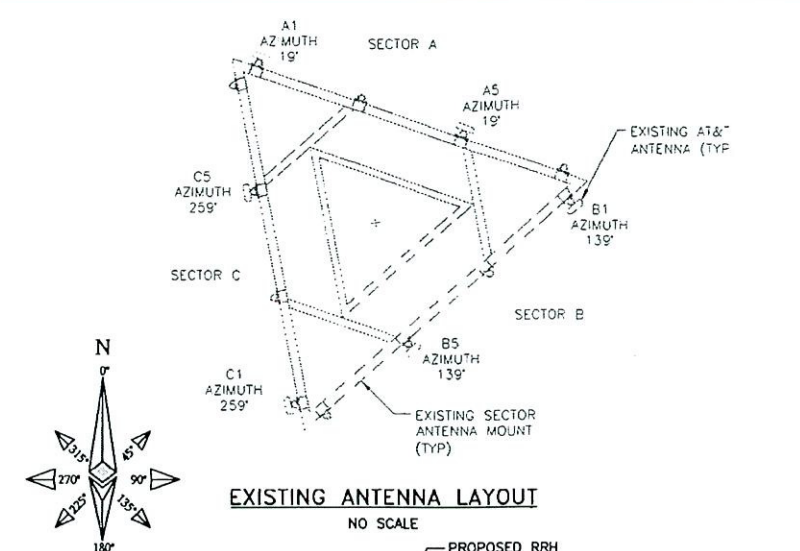 A1
AZIMUTH
19°
SECTOR A
A5
AZIMUTH
19°
EXISTING AT&T
ANTENNA (TYP
C5
AZIMUTH
259°
B1
AZIMUTH
139°
SECTOR C
SECTOR B
B5
AZIMUTH
139°
C1
AZIMUTH
259°
EXISTING SECTOR
ANTENNA MOUNT
(TYP)
N
0°
315°
45°
270°
90°
225°
135°
180°
EXISTING ANTENNA LAYOUT
NO SCALE
PROPOSED RRH